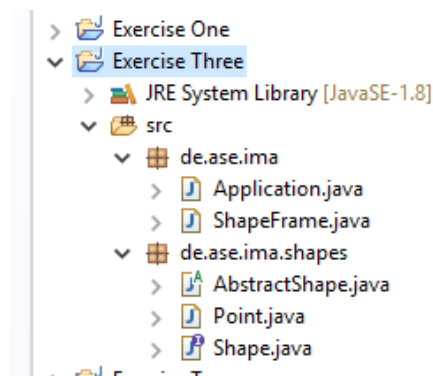 Exercise One
Exercise Three
JRE System Library [JavaSE-1.8]
src
de.ase.ima
Application.java
ShapeFrame.java
de.ase.ima.shapes
AbstractShape.java
Point.java
Shape.java